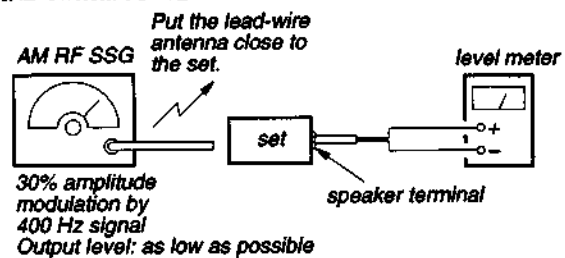 Put the lead-wire
antenna close to
the set.
AM RF SSG
level meter
set
+
−
speaker terminal
30% amplitude
modulation by
400 Hz signal
Output level: as low as possible